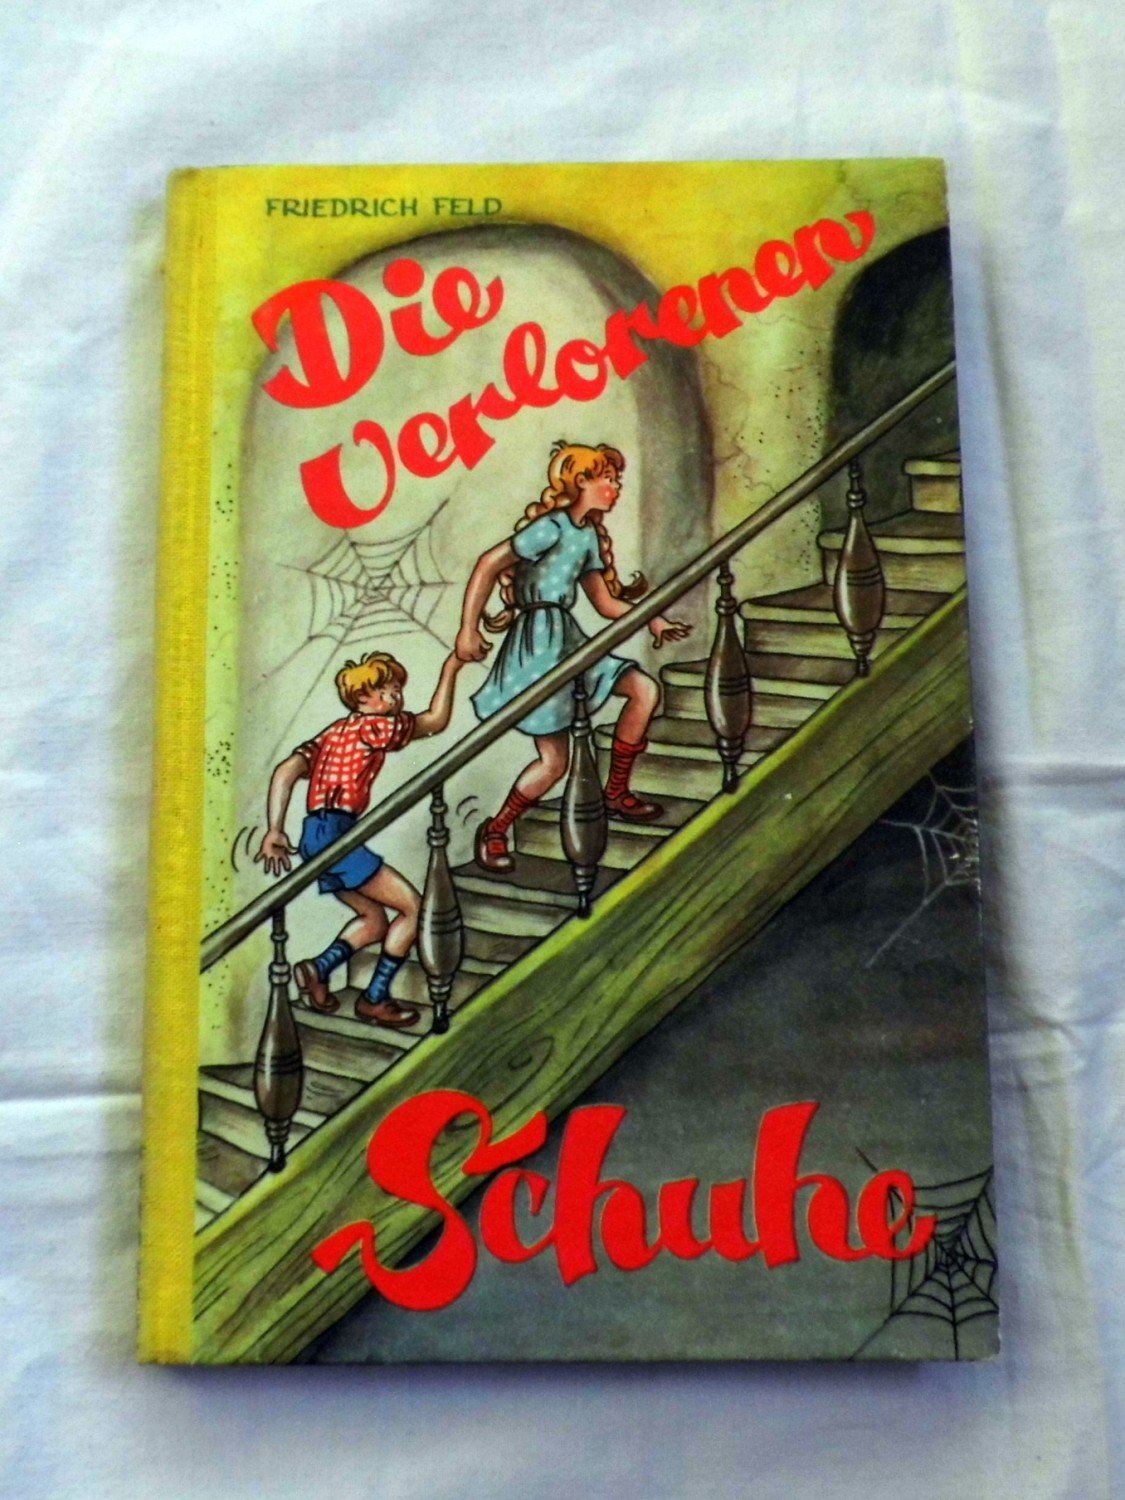 FRIEDRICH FELD
Die
verlorenen
Schuhe